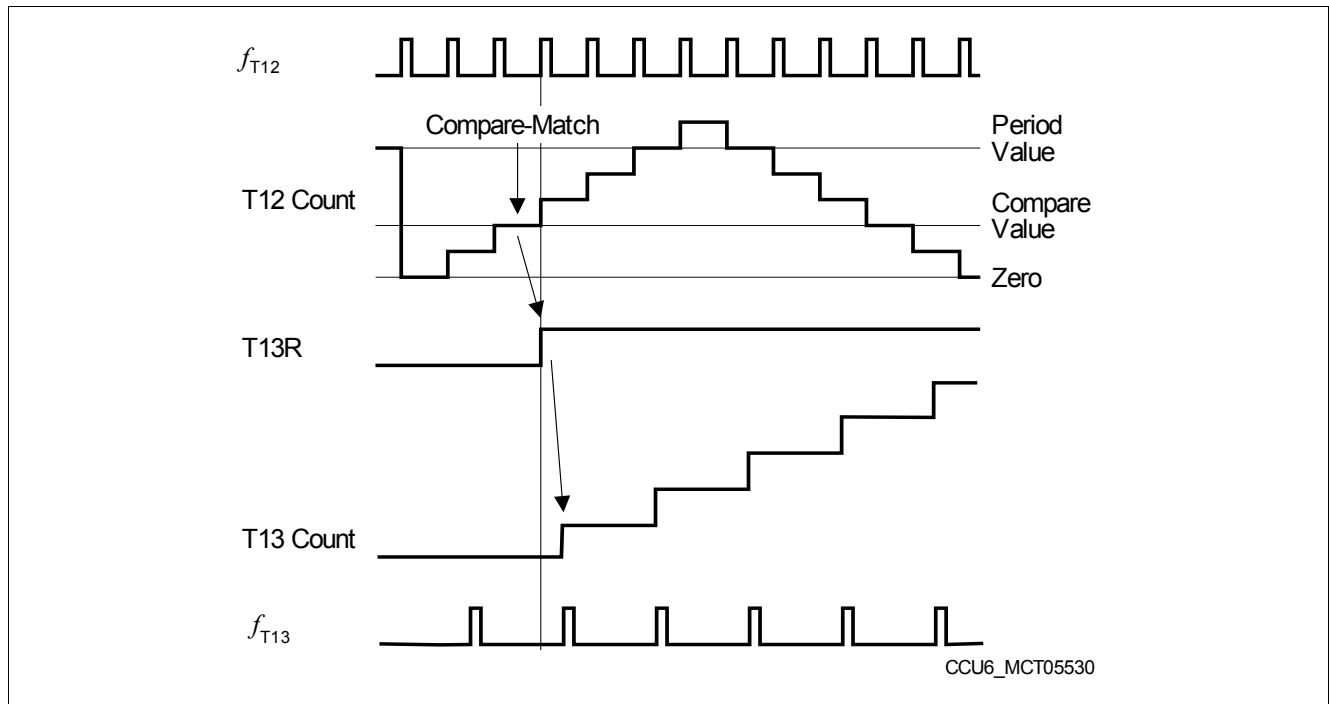 fT12
Compare-Match
Period
Value
T12 Count
Compare
Value
Zero
T13R
T13 Count
fT13
CCU6_MCT05530